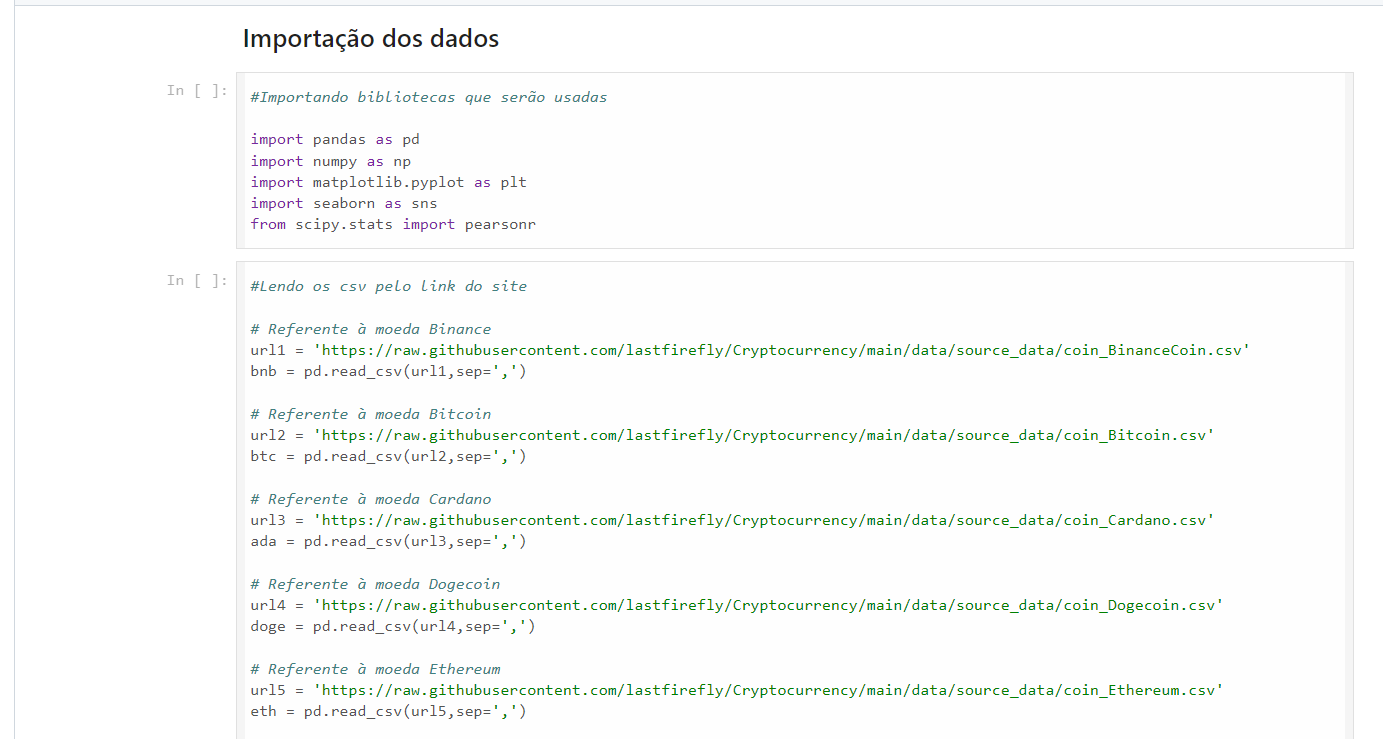 Importação dos dados
In [ ]:
#Importando bibliotecas que serão usadas
import pandas as pd
import numpy as np
import matplotlib.pyplot as plt
import seaborn as sns
from scipy.stats import pearsonr
In [ ]:
#Lendo os csv pelo link do site
# Referente à moeda Binance
url1 = 'https://raw.githubusercontent.com/lastfirefly/Cryptocurrency/main/data/source_data/coin_BinanceCoin.csv'
bnb = pd.read_csv(url1,sep=',')
# Referente à moeda Bitcoin
url2 = 'https://raw.githubusercontent.com/lastfirefly/Cryptocurrency/main/data/source_data/coin_Bitcoin.csv'
btc = pd.read_csv(url2,sep=',')
# Referente à moeda Cardano
url3 = 'https://raw.githubusercontent.com/lastfirefly/Cryptocurrency/main/data/source_data/coin_Cardano.csv'
ada = pd.read_csv(url3,sep=',')
# Referente à moeda Dogecoin
url4 = 'https://raw.githubusercontent.com/lastfirefly/Cryptocurrency/main/data/source_data/coin_Dogecoin.csv'
doge = pd.read_csv(url4,sep=',')
# Referente à moeda Ethereum
url5 = 'https://raw.githubusercontent.com/lastfirefly/Cryptocurrency/main/data/source_data/coin_Ethereum.csv'
eth = pd.read_csv(url5,sep=',')